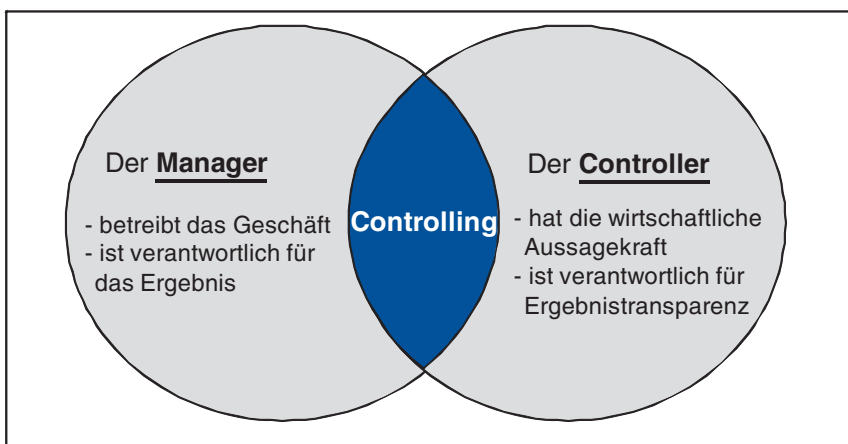 Der Manager
- betreibt das Geschäft
- ist verantwortlich für
das Ergebnis
Controlling
Der Controller
- hat die wirtschaftliche
Aussagekraft
- ist verantwortlich für
Ergebnistransparenz